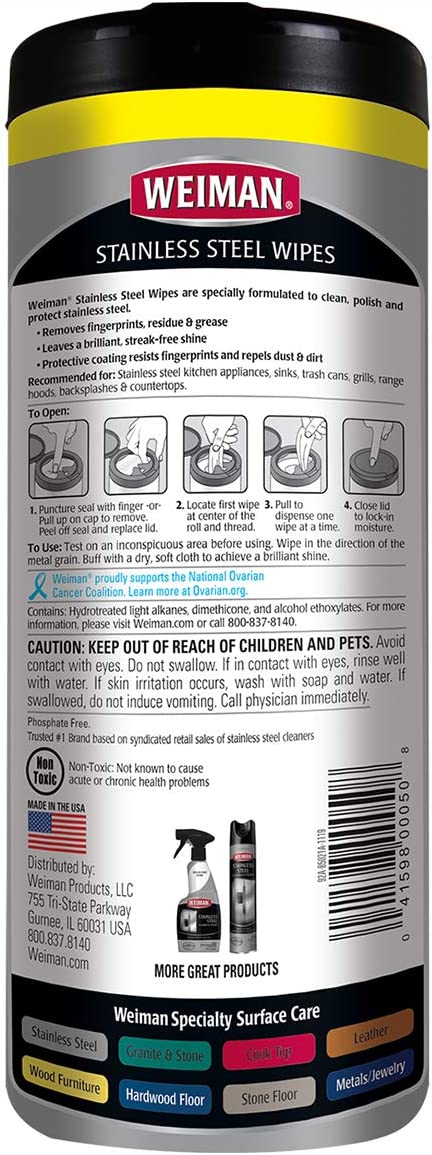 WEIMAN®
STAINLESS STEEL WIPES
Weiman® Stainless Steel Wipes are specially formulated to clean, polish and
protect stainless steel.
• Removes fingerprints, residue & grease
• Leaves a brilliant, streak-free shine
• Protective coating resists fingerprints and repels dust & dirt
Recommended for: Stainless steel kitchen appliances, sinks, trash cans, grills, range
hoods, backsplashes & countertops.
To Open:
1. Puncture seal with finger -or-
Pull up on cap to remove.
Peel off seal and replace lid.
2. Locate first wipe
at center of the
roll and thread.
3. Pull to
dispense one
wipe at a time.
4. Close lid
to lock-in
moisture.
To Use: Test on an inconspicuous area before using. Wipe in the direction of the
metal grain. Buff with a dry, soft cloth to achieve a brilliant shine.
Weiman® proudly supports the National Ovarian
Cancer Coalition. Learn more at Ovarian.org.
Contains: Hydrotreated light alkanes, dimethicone, and alcohol ethoxylates. For more
information, please visit Weiman.com or call 800-837-8140.
CAUTION: KEEP OUT OF REACH OF CHILDREN AND PETS. Avoid
contact with eyes. Do not swallow. If in contact with eyes, rinse well
with water. If skin irritation occurs, wash with soap and water. If
swallowed, do not induce vomiting. Call physician immediately.
Phosphate Free.
Trusted #1 Brand based on syndicated retail sales of stainless steel cleaners
Non
Toxic
Non-Toxic: Not known to cause
acute or chronic health problems
MADE IN THE USA
Distributed by:
Weiman Products, LLC
755 Tri-State Parkway
Gurnee, IL 60031 USA
800.837.8140
Weiman.com
WEIMAN
STAINLESS
STEEL
WEIMAN
STAINLESS
STEEL
MORE GREAT PRODUCTS
92A-85021A-1119
0 41598 00050 8
Weiman Specialty Surface Care
Stainless Steel
Granite & Stone
Cook Top
Leather
Wood Furniture
Hardwood Floor
Stone Floor
Metals/Jewelry